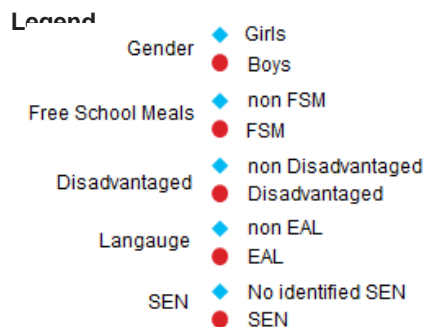 Legend
Gender
Girls
Boys
Free School Meals
non FSM
FSM
Disadvantaged
non Disadvantaged
Disadvantaged
Langauge
non EAL
EAL
SEN
No identified SEN
SEN